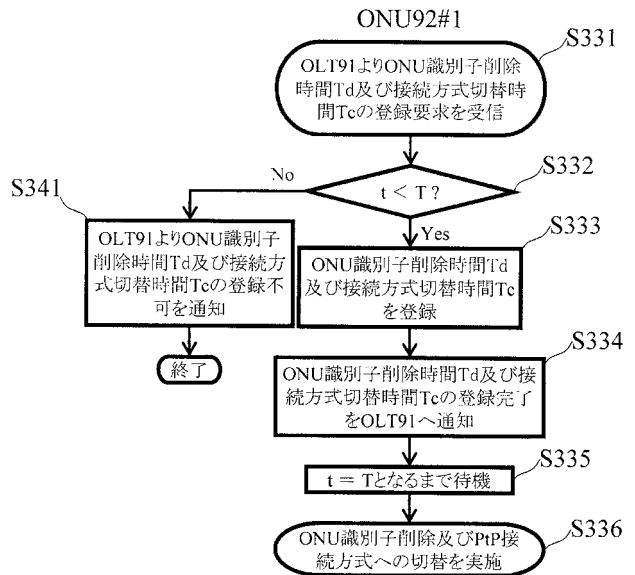 ONU92#1
S331
OLT91よりONU識別子削除
時間Td及び接続方式切替時
間Tcの登録要求を受信
S332
t < T ?
No
Yes
S341
OLT91よりONU識別子
削除時間Td及び接続方
式切替時間Tcの登録不
可を通知
終了
S333
ONU識別子削除時間Td
及び接続方式切替時間Tc
を登録
S334
ONU識別子削除時間Td及び接
続方式切替時間Tcの登録完了
をOLT91へ通知
S335
t = Tとなるまで待機
S336
ONU識別子削除及びPtP接
続方式への切替を実施